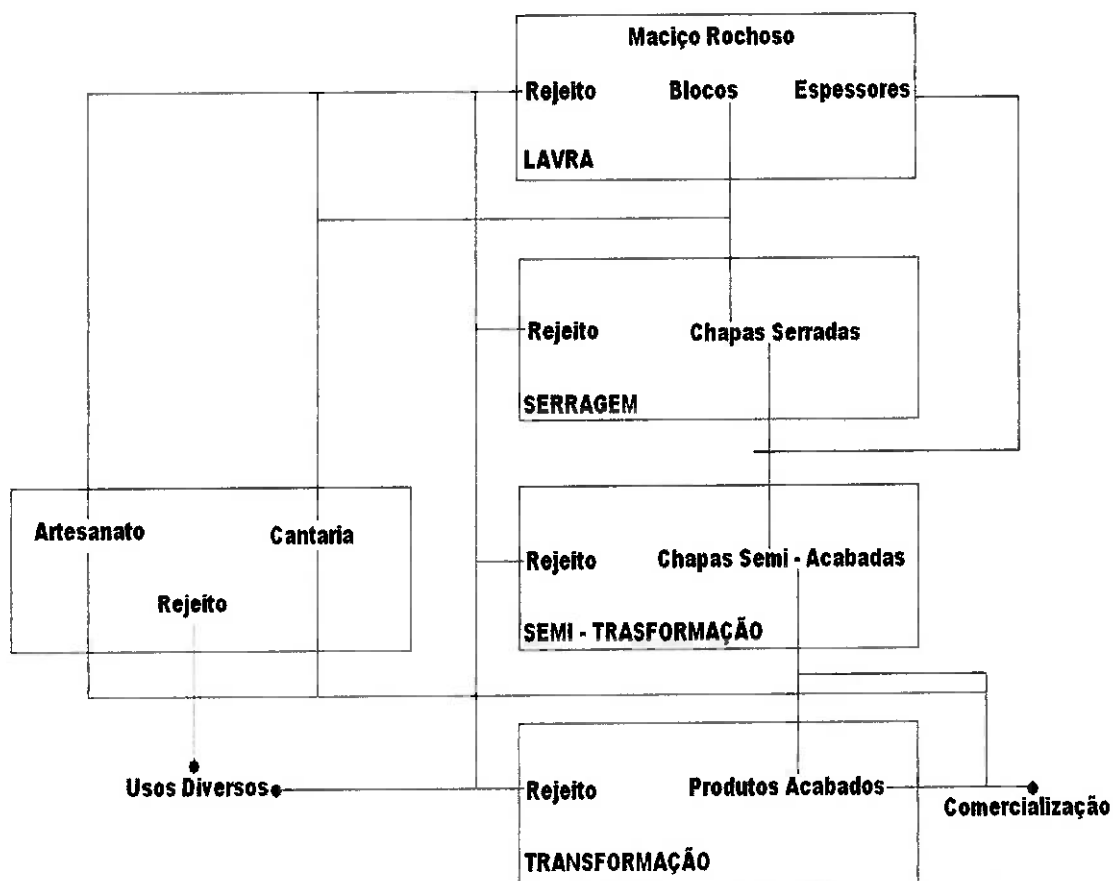 Maciço Rochoso
Rejeito Blocos Espessores
LAVRA
Rejeito Chapas Serradas
SERRAGEM
Artesanato Cantaria
Rejeito
Rejeito Chapas Semi - Acabadas
SEMI - TRASFORMAÇÃO
Usos Diversos
Rejeito Produtos Acabados
Comercialização
TRANSFORMAÇÃO